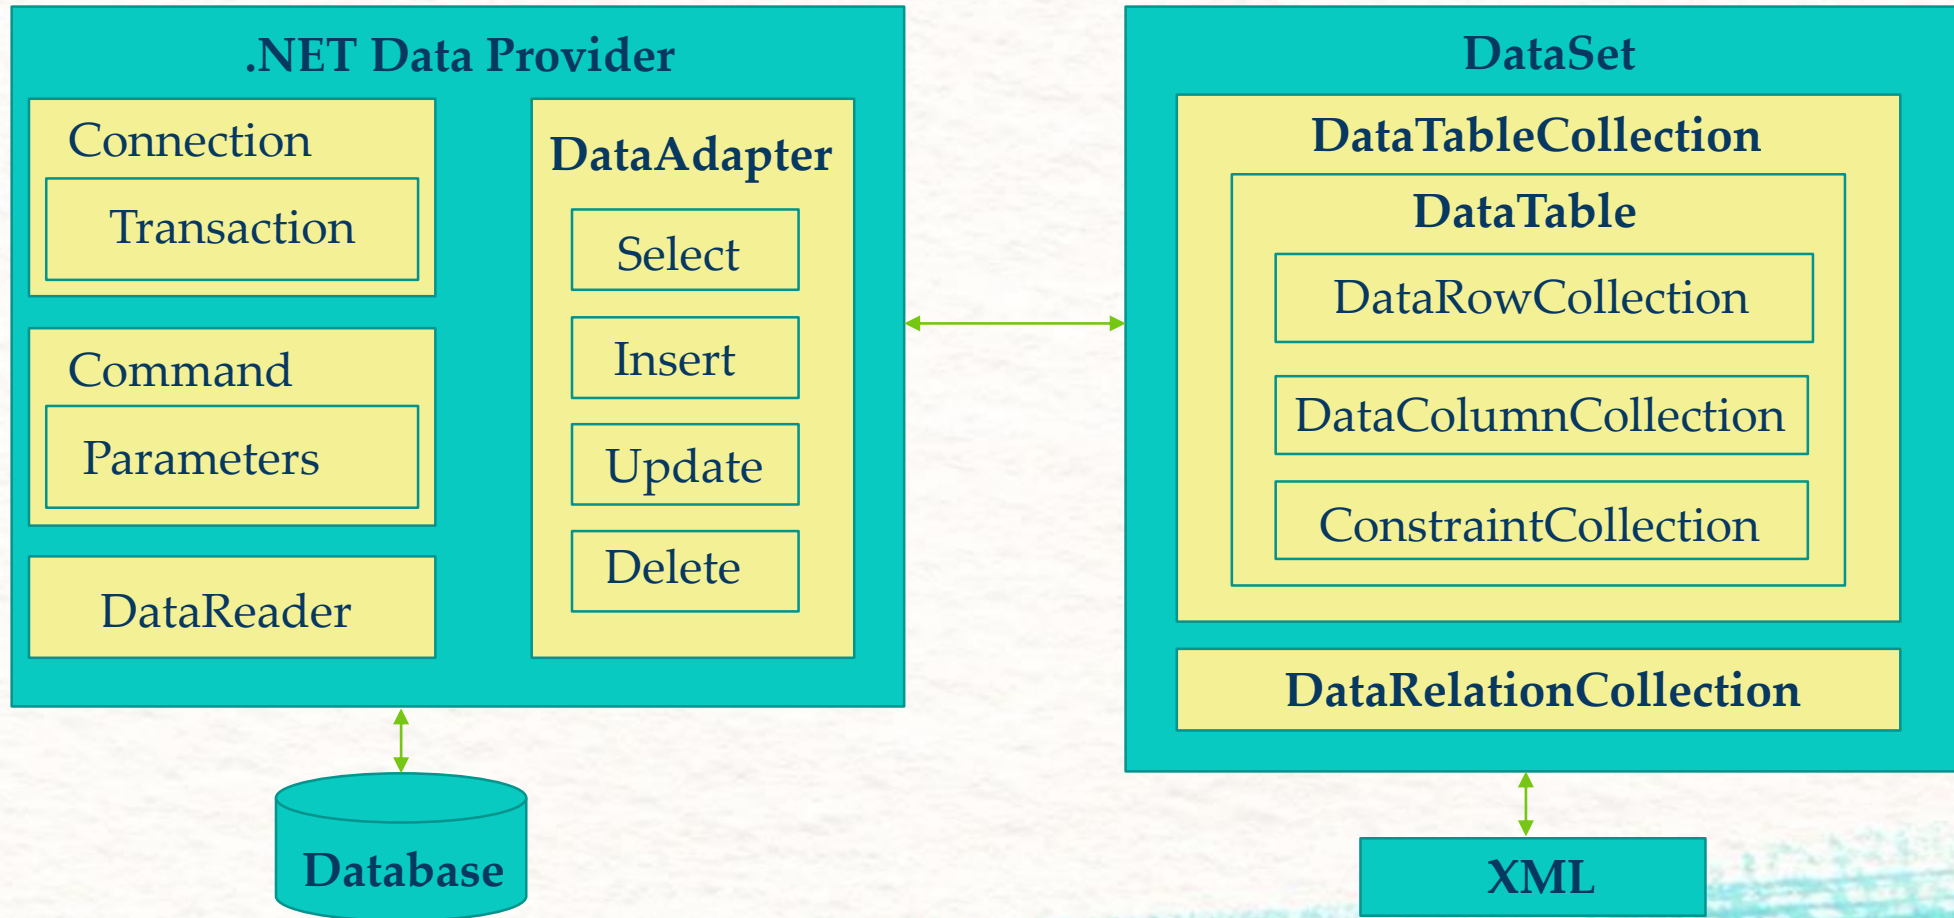 .NET Data Provider
Connection
Transaction
Command
Parameters
DataReader
DataAdapter
Select
Insert
Update
Delete
Database
DataSet
DataTableCollection
DataTable
DataRowCollection
DataColumnCollection
ConstraintCollection
DataRelationCollection
XML